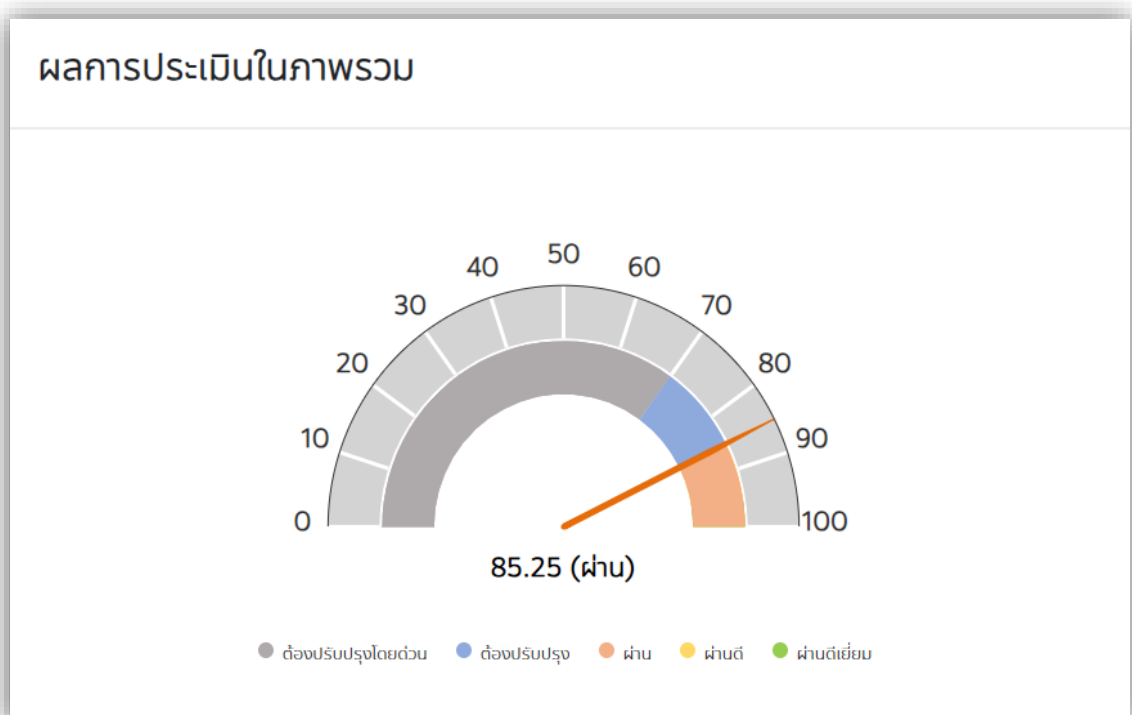 ผลการประเมินในภาพรวม
50
40 60
30 70
20 80
10 90
0 100
85.25 (ผ่าน)
ต้องปรับปรุงโดยด่วน ต้องปรับปรุง ผ่าน ผ่านดี ผ่านดีเยี่ยม